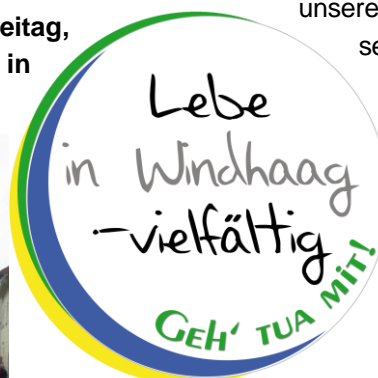 eitag,
in
unsere
se
Lebe
in Windhaag
-vielfältig
GEH' TUA MIT!